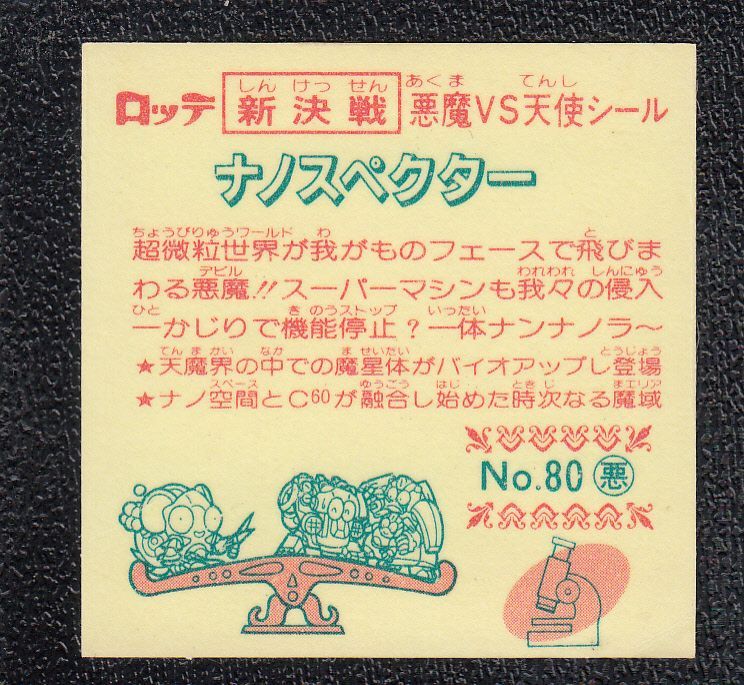 しん けっ せん あくま てんし
ロッテ 新決戦 悪魔VS天使シール
ナノスペクター
ちょうびりゅうワールド わ と
超微粒世界が我がものフェースで飛びま
デビル われわれ しんにゅう
わる悪魔!!スーパーマシンも我々の侵入
ひと きのうストップ いったい
一かじりで機能停止?一体ナンナノラ〜
てんまかい なか ませいたい とうじょう
★天魔界の中での魔星体がバイオアップし登場
スペース ゆうごう はじ ときじ まエリア
★ナノ空間とC60が融合し始めた時次なる魔域
No.80 悪